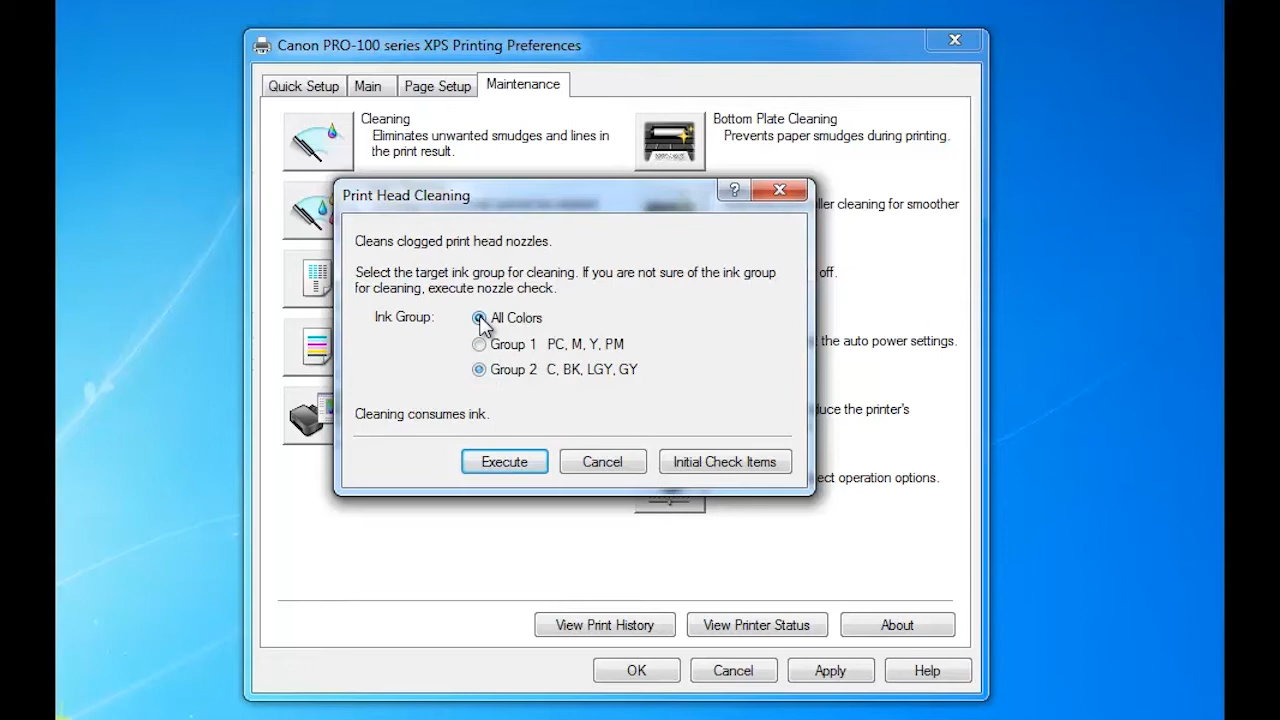 Canon PRO-100 series XPS Printing Preferences
Quick Setup
Main
Page Setup
Maintenance
Cleaning
Eliminates unwanted smudges and lines in
the print result.
Bottom Plate Cleaning
Prevents paper smudges during printing.
cleaning for smoother
off.
the auto power settings.
the printer's
operation options.
Print Head Cleaning
?
Cleans clogged print head nozzles.
Select the target ink group for cleaning. If you are not sure of the ink group
for cleaning, execute nozzle check.
Ink Group:
All Colors
Group 1 PC, M, Y, PM
Group 2 C, BK, LGY, GY
Cleaning consumes ink.
Execute
Cancel
Initial Check Items
View Print History
View Printer Status
About
OK
Cancel
Apply
Help